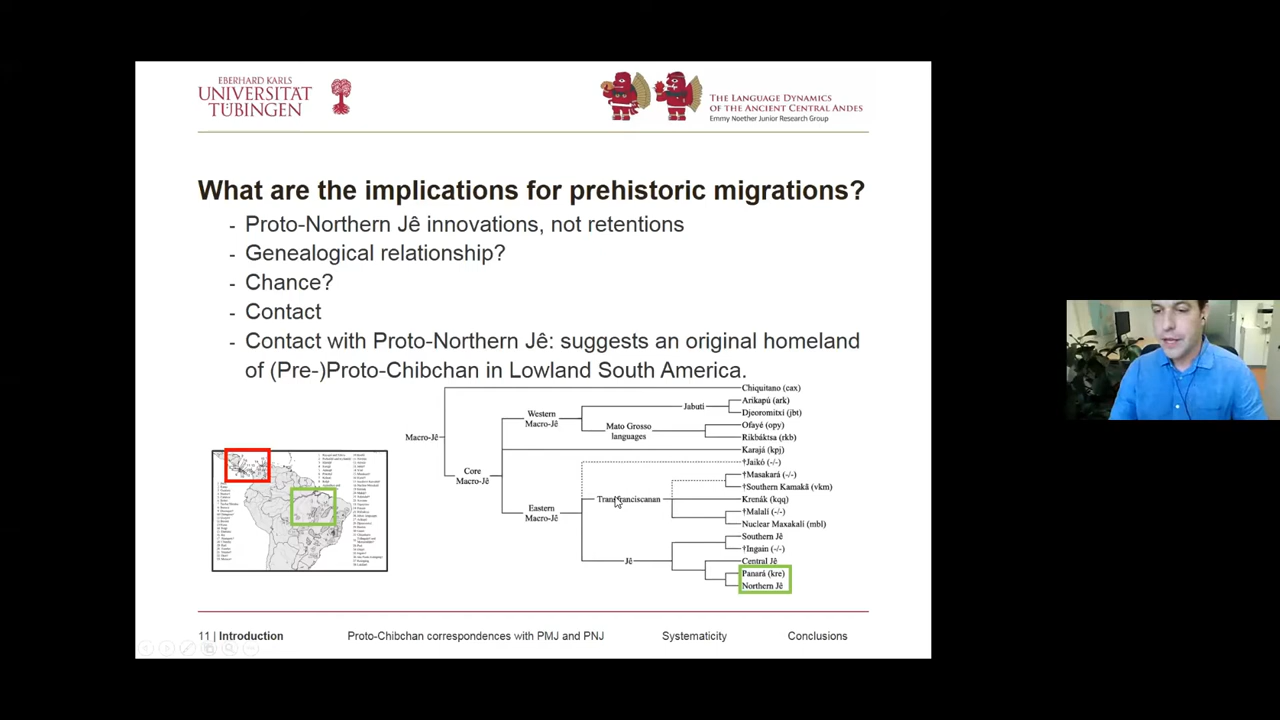 EBERHARD KARLS
UNIVERSITÄT
TÜBINGEN
THE LANGUAGE DYNAMICS
OF THE ANCIENT CENTRAL ANDES
Emmy Noether Junior Research Group
What are the implications for prehistoric migrations?
- Proto-Northern Jê innovations, not retentions
- Genealogical relationship?
- Chance?
- Contact
- Contact with Proto-Northern Jê: suggests an original homeland
of (Pre-)Proto-Chibchan in Lowland South America.
Macro-Jê
Core
Macro-Jê
Western
Macro-Jê
Eastern
Macro-Jê
Jabutí
Mato Grosso
languages
Jê
Chiquitano (cax)
Arikapú (ark)
Djeoromitxi (jbt)
Ofayé (opy)
Rikbáktsa (rkb)
Karajá (kpj)
†Jaikó (-/-)
†Masakará (-/-)
†Southern Kamakã (vkm)
Krenák (kqq)
†Malalí (-/-)
Nuclear Maxakalí (mbl)
Southern Jê
†Ingain (-/-)
Central Jê
Panará (kre)
Northern Jê
11 | Introduction Proto-Chibchan correspondences with PMJ and PNJ Systematicity Conclusions